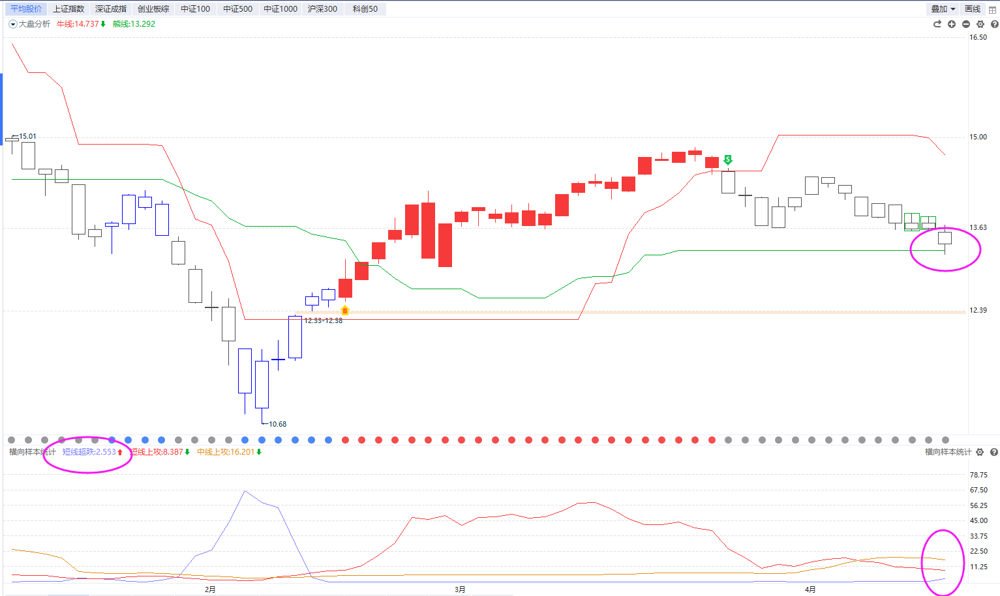 平均股价 上证指数 深证成指 创业板综 中证100 中证500 中证1000 沪深300 科创50 叠加 画线
大盘分析 牛线:14.737 熊线:13.292
16.50
15.01
15.00
S
13.63
12.39
B
12.33-12.38
10.68
横向样本统计 短线超跌:2.553 短线上攻:8.387 中线上攻:16.201 横向样本统计
78.75
67.50
56.25
45.00
33.75
22.50
11.25
2月 3月 4月